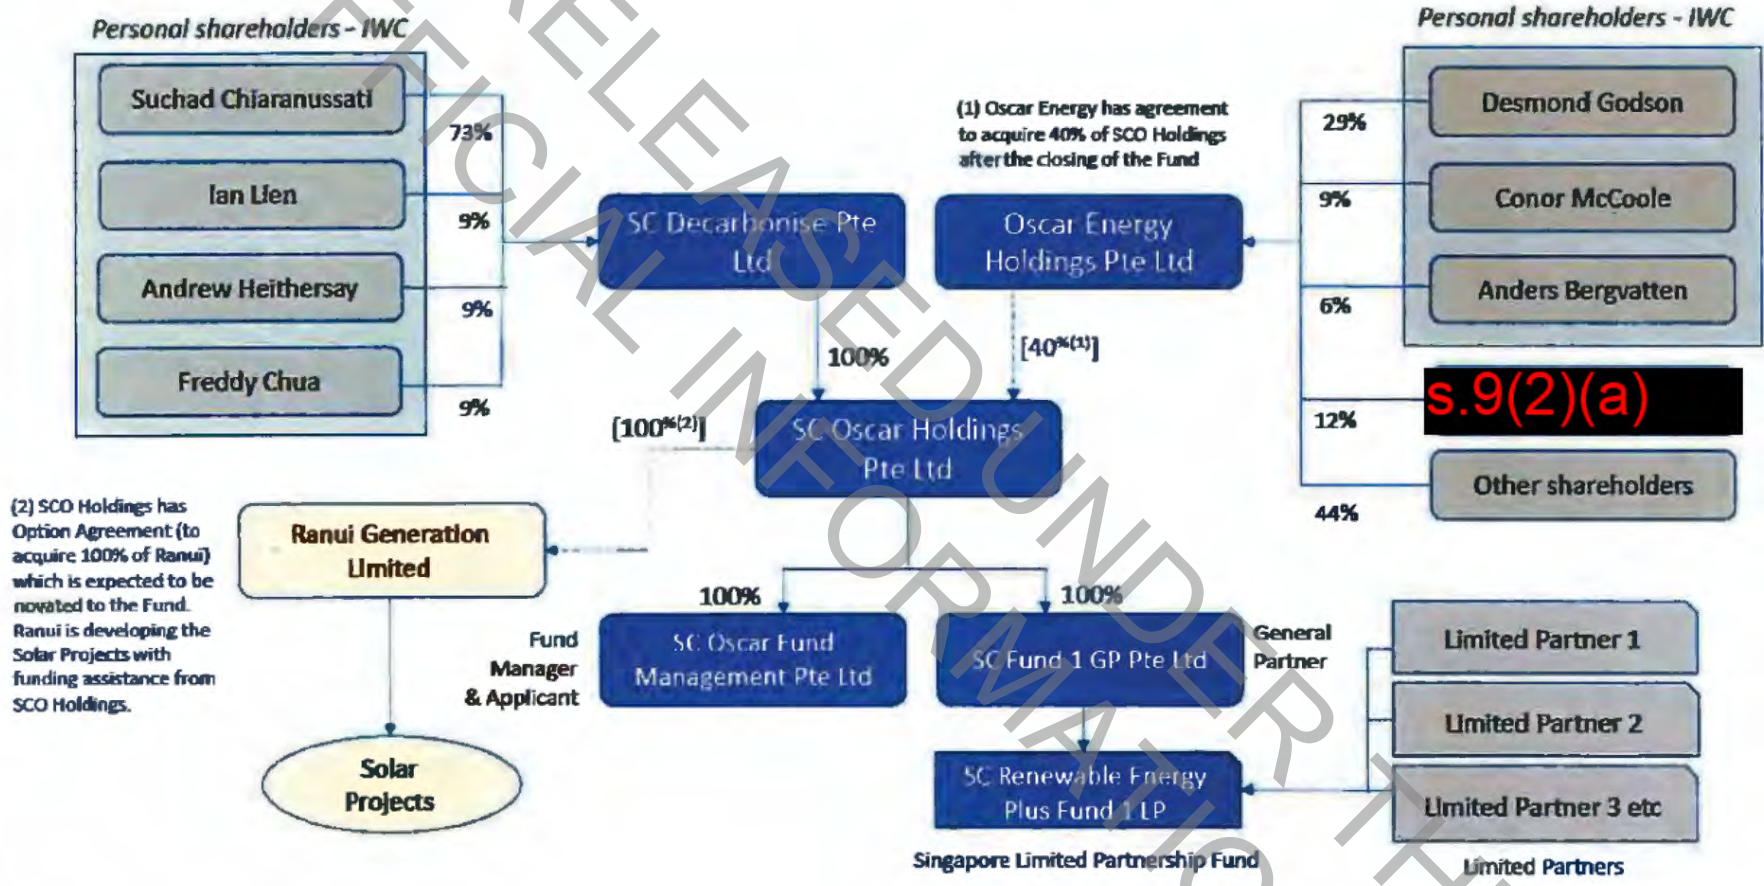 Personal shareholders - IWC
Suchad Chiaranussati
73%
Ian Lien
9%
Andrew Heithersay
9%
Freddy Chua
9%
SC Decarbonise Pte
Ltd
100%
(1) Oscar Energy has agreement
to acquire 40% of SCO Holdings
after the closing of the Fund
Oscar Energy
Holdings Pte Ltd
[40%(1)]
Personal shareholders - IWC
Desmond Godson
29%
Conor McCoole
9%
Anders Bergvatten
6%
s.9(2)(a)
12%
Other shareholders
44%
SC Oscar Holdings
Pte Ltd
[100%(2)]
(2) SCO Holdings has
Option Agreement (to
acquire 100% of Ranui)
which is expected to be
novated to the Fund.
Ranui is developing the
Solar Projects with
funding assistance from
SCO Holdings.
Ranui Generation
Limited
Solar
Projects
100%
100%
Fund
Manager
& Applicant
SC Oscar Fund
Management Pte Ltd
SC Fund 1 GP Pte Ltd
General
Partner
SC Renewable Energy
Plus Fund 1 LP
Singapore Limited Partnership Fund
Limited Partner 1
Limited Partner 2
Limited Partner 3 etc
Limited Partners
RELEASED UNDER TH
FICIAL INFORMATIO